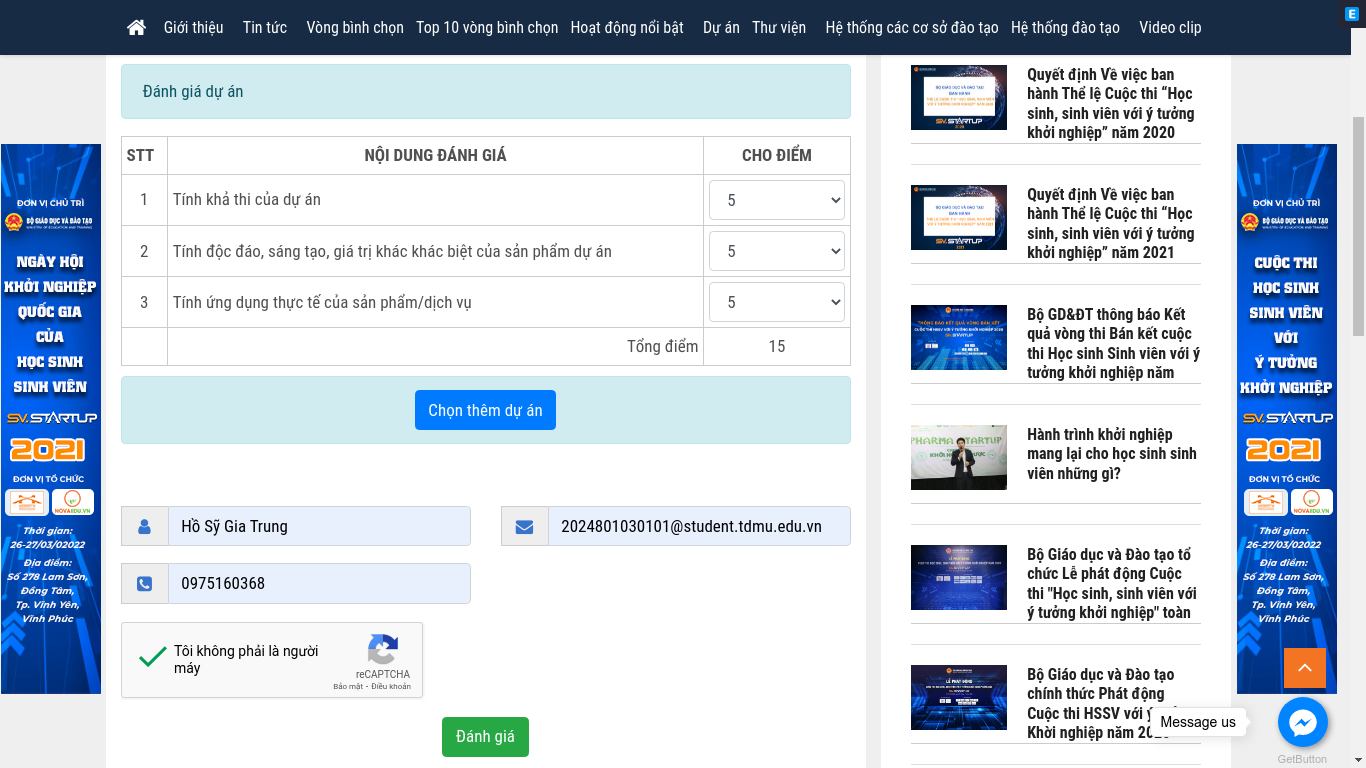 Giới thiệu Tin tức Vòng bình chọn Top 10 vòng bình chọn Hoạt động nổi bật Dự án Thư viện Hệ thống các cơ sở đào tạo Hệ thống đào tạo Video clip
E
Đánh giá dự án
STT NỘI DUNG ĐÁNH GIÁ CHO ĐIỂM
1 Tính khả thi của dự án 5
2 Tính độc đáo, sáng tạo, giá trị khác khác biệt của sản phẩm dự án 5
3 Tính ứng dụng thực tế của sản phẩm/dịch vụ 5
Tổng điểm 15
Chọn thêm dự án
Hồ Sỹ Gia Trung
2024801030101@student.tdmu.edu.vn
0975160368
Tôi không phải là người
máy
reCAPTCHA
Bảo mật - Điều khoản
Đánh giá
Quyết định Về việc ban
hành Thể lệ Cuộc thi “Học
sinh, sinh viên với ý tưởng
khởi nghiệp” năm 2020
Quyết định Về việc ban
hành Thể lệ Cuộc thi “Học
sinh, sinh viên với ý tưởng
khởi nghiệp” năm 2021
Bộ GD&ĐT thông báo Kết
quả vòng thi Bán kết cuộc
thi Học sinh Sinh viên với ý
tưởng khởi nghiệp năm
Hành trình khởi nghiệp
mang lại cho học sinh sinh
viên những gì?
Bộ Giáo dục và Đào tạo tổ
chức Lễ phát động Cuộc
thi "Học sinh, sinh viên với
ý tưởng khởi nghiệp" toàn
Bộ Giáo dục và Đào tạo
chính thức Phát động
Cuộc thi HSSV với ý
Khởi nghiệp năm
ĐƠN VỊ CHỦ TRÌ
BỘ GIÁO DỤC VÀ ĐÀO TẠO
MINISTRY OF EDUCATION AND TRAINING
NGÀY HỘI
KHỞI NGHIỆP
QUỐC GIA
CỦA
HỌC SINH
SINH VIÊN
SV.STARTUP
2021
ĐƠN VỊ TỔ CHỨC
NOVAEDU.VN
Thời gian:
26-27/03/02022
Địa điểm:
Số 278 Lam Sơn,
Đồng Tâm,
Tp. Vĩnh Yên,
Vĩnh Phúc
ĐƠN VỊ CHỦ TRÌ
BỘ GIÁO DỤC VÀ ĐÀO TẠO
MINISTRY OF EDUCATION AND TRAINING
CUỘC THI
HỌC SINH
SINH VIÊN
VỚI
Ý TƯỞNG
KHỞI NGHIỆP
SV.STARTUP
2021
ĐƠN VỊ TỔ CHỨC
NOVAEDU.VN
Thời gian:
26-27/03/02022
Địa điểm:
Số 278 Lam Sơn,
Đồng Tâm,
Tp. Vĩnh Yên,
Vĩnh Phúc
Message us
GetButton